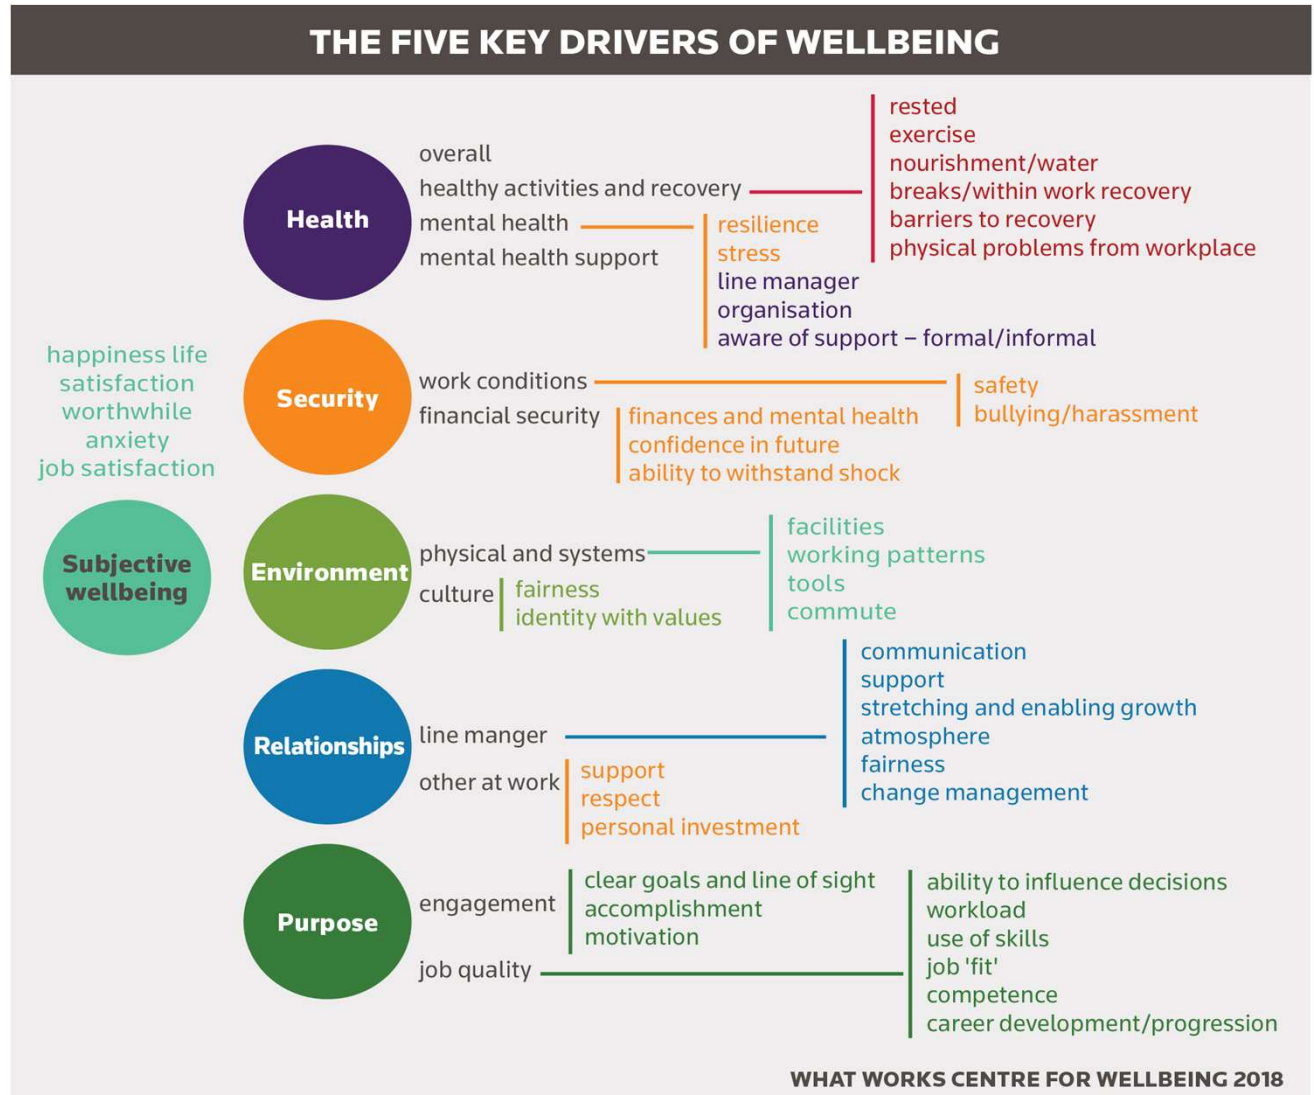 THE FIVE KEY DRIVERS OF WELLBEING
happiness life
satisfaction
worthwhile
anxiety
job satisfaction
Subjective
wellbeing
Health
overall
healthy activities and recovery
mental health
mental health support
rested
exercise
nourishment/water
breaks/within work recovery
barriers to recovery
physical problems from workplace
resilience
stress
line manager
organisation
aware of support – formal/informal
Security
work conditions
financial security
safety
bullying/harassment
finances and mental health
confidence in future
ability to withstand shock
Environment
physical and systems
culture
facilities
working patterns
tools
commute
fairness
identity with values
Relationships
line manger
other at work
communication
support
stretching and enabling growth
atmosphere
fairness
change management
support
respect
personal investment
Purpose
engagement
job quality
clear goals and line of sight
accomplishment
motivation
ability to influence decisions
workload
use of skills
job 'fit'
competence
career development/progression
WHAT WORKS CENTRE FOR WELLBEING 2018